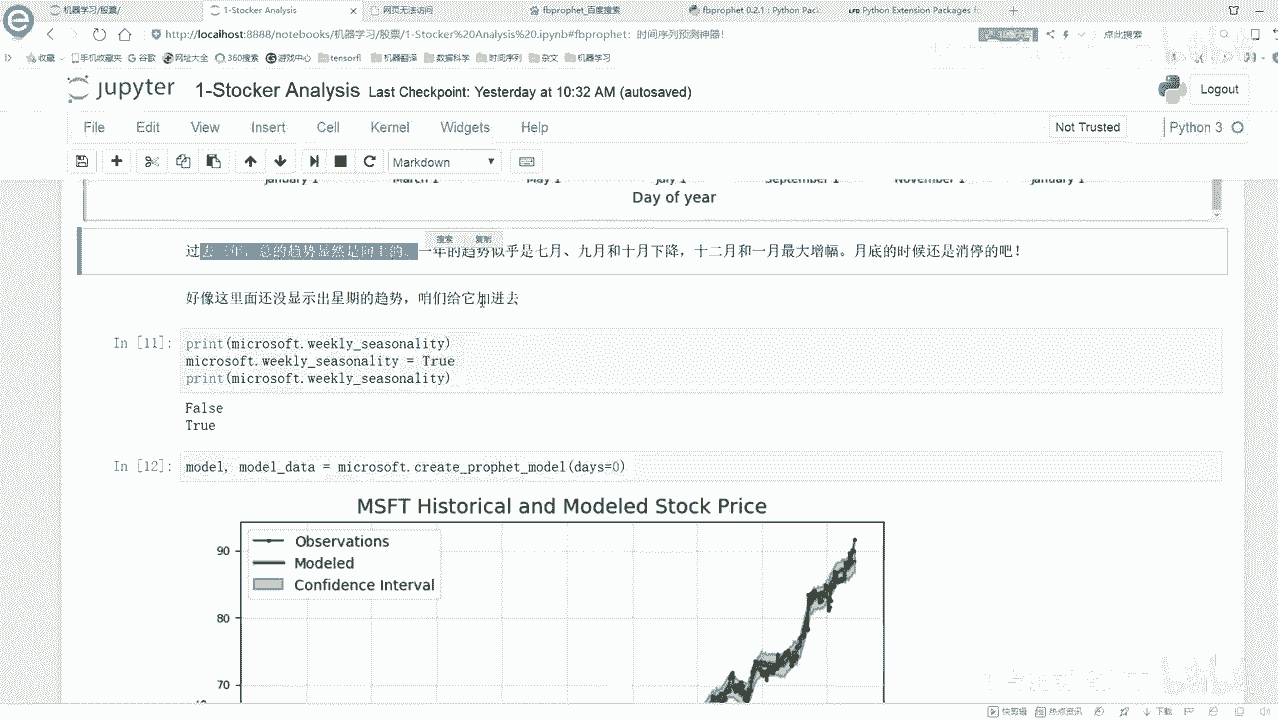 机器学习/股票/
1-Stocker Analysis
网页无法访问
fbprophet_百度搜索
fbprophet 0.2.1 : Python Pac
Python Extension Packages fo
http://localhost:8888/notebooks/机器学习/股票/1-Stocker%20Analysis%20.ipynb#fbprophet：时间序列预测神器！
点此搜索
收藏 手机收藏夹 谷歌 网址大全 360搜索 游戏中心 tensorfl 机器翻译 数据科学 时间序列 杂文 机器学习
jupyter 1-Stocker Analysis Last Checkpoint: Yesterday at 10:32 AM (autosaved)
Logout
File Edit View Insert Cell Kernel Widgets Help
Not Trusted
Python 3
Markdown
January 1 March 1 May 1 July 1 September 1 November 1 January 1
Day of year
搜索 复制
过去三年，总的趋势显然是向上的。一年的趋势似乎是七月、九月和十月下降，十二月和一月最大增幅。月底的时候还是消停的吧！
好像这里面还没显示出星期的趋势，咱们给它加进去
In [11]:
print(microsoft.weekly_seasonality)
microsoft.weekly_seasonality = True
print(microsoft.weekly_seasonality)
False
True
In [12]:
model, model_data = microsoft.create_prophet_model(days=0)
MSFT Historical and Modeled Stock Price
Observations
Modeled
Confidence Interval
90
80
70
快剪辑 热点资讯 下载